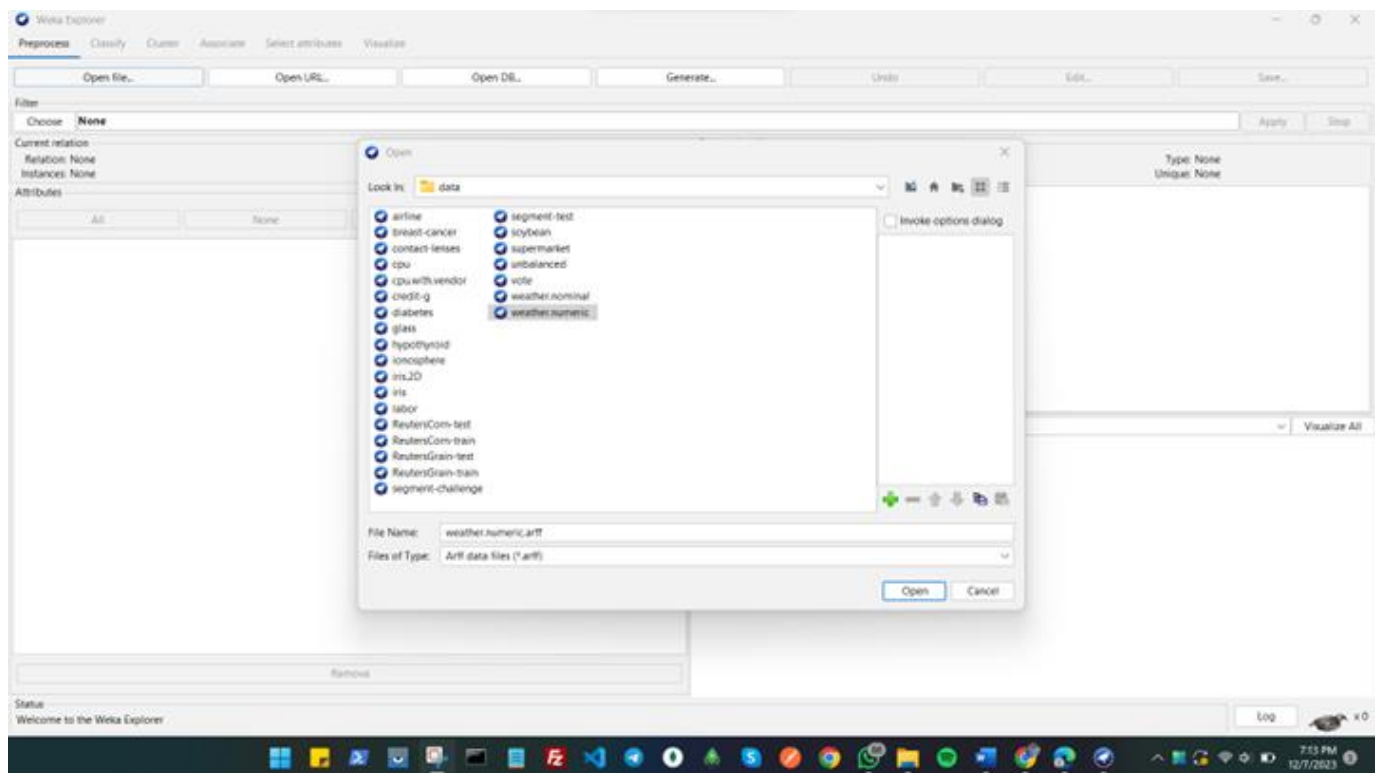 Weka Explorer
Preprocess Classify Cluster Associate Select attributes Visualize
Open file... Open URL... Open DB... Generate... Undo Edit... Save...
Filter
Choose None Apply Stop
Current relation
Relation: None
Instances: None
Type: None
Unique: None
Attributes
All None
Open
Look In: data
airline
breast-cancer
contact-lenses
cpu
cpu.with.vendor
credit-g
diabetes
glass
hypothyroid
ionosphere
iris.2D
iris
labor
ReutersCorn-test
ReutersCorn-train
ReutersGrain-test
ReutersGrain-train
segment-challenge
segment-test
soybean
supermarket
unbalanced
vote
weather.nominal
weather.numeric
Invoke options dialog
File Name: weather.numeric.arff
Files of Type: Arff data files (*.arff)
Open Cancel
Visualize All
Remove
Status
Welcome to the Weka Explorer
Log x 0
7:13 PM
12/7/2023